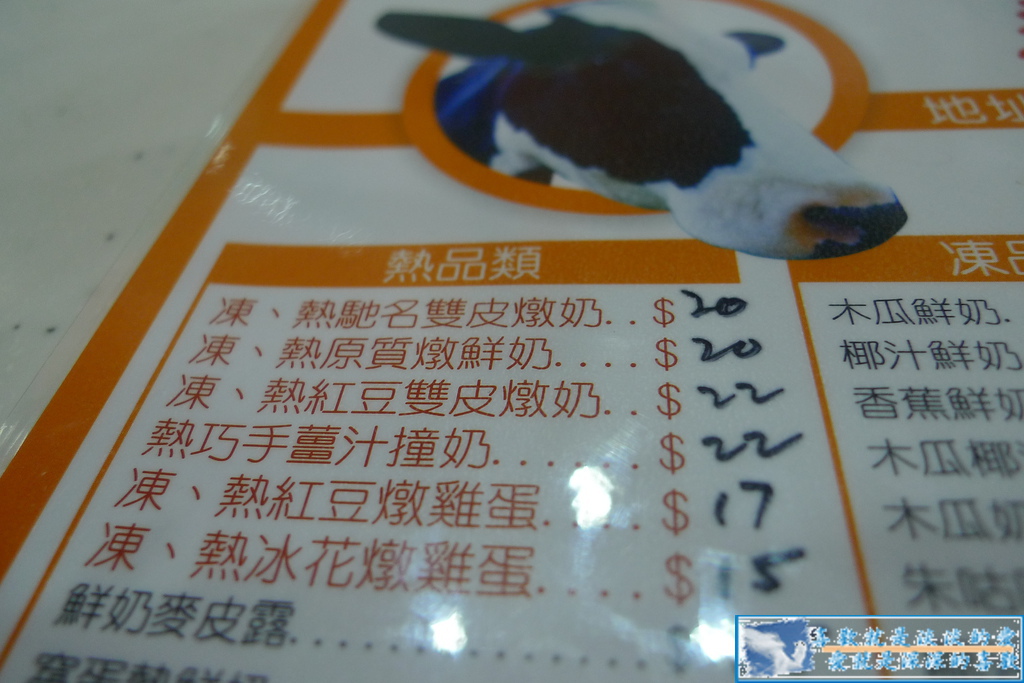 地址
熱品類
凍、熱馳名雙皮燉奶..$20
凍、熱原質燉鮮奶....$20
凍、熱紅豆雙皮燉奶..$22
熱巧手薑汁撞奶......$22
凍、熱紅豆燉雞蛋....$17
凍、熱冰花燉雞蛋....$15
鮮奶麥皮露
凍品
木瓜鮮奶.
椰汁鮮奶
香蕉鮮奶
木瓜椰
木瓜奶
朱咕